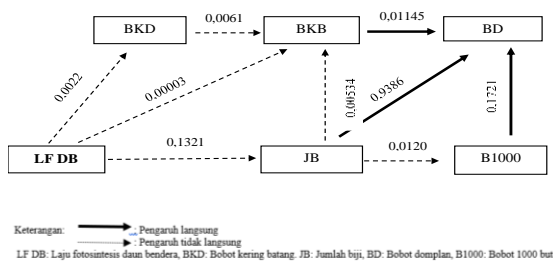 0,0061
0,01145
BKD
BKB
BD
0,0022
0,00003
0,00534
0,9386
0,1721
0,1321
0,0120
LF DB
JB
B1000
Keterangan:
: Pengaruh langsung
: Pengaruh tidak langsung
LF DB: Laju fotosintesis daun bendera, BKD: Bobot kering batang. JB: Jumlah biji, BD: Bobot domplan, B1000: Bobot 1000 but